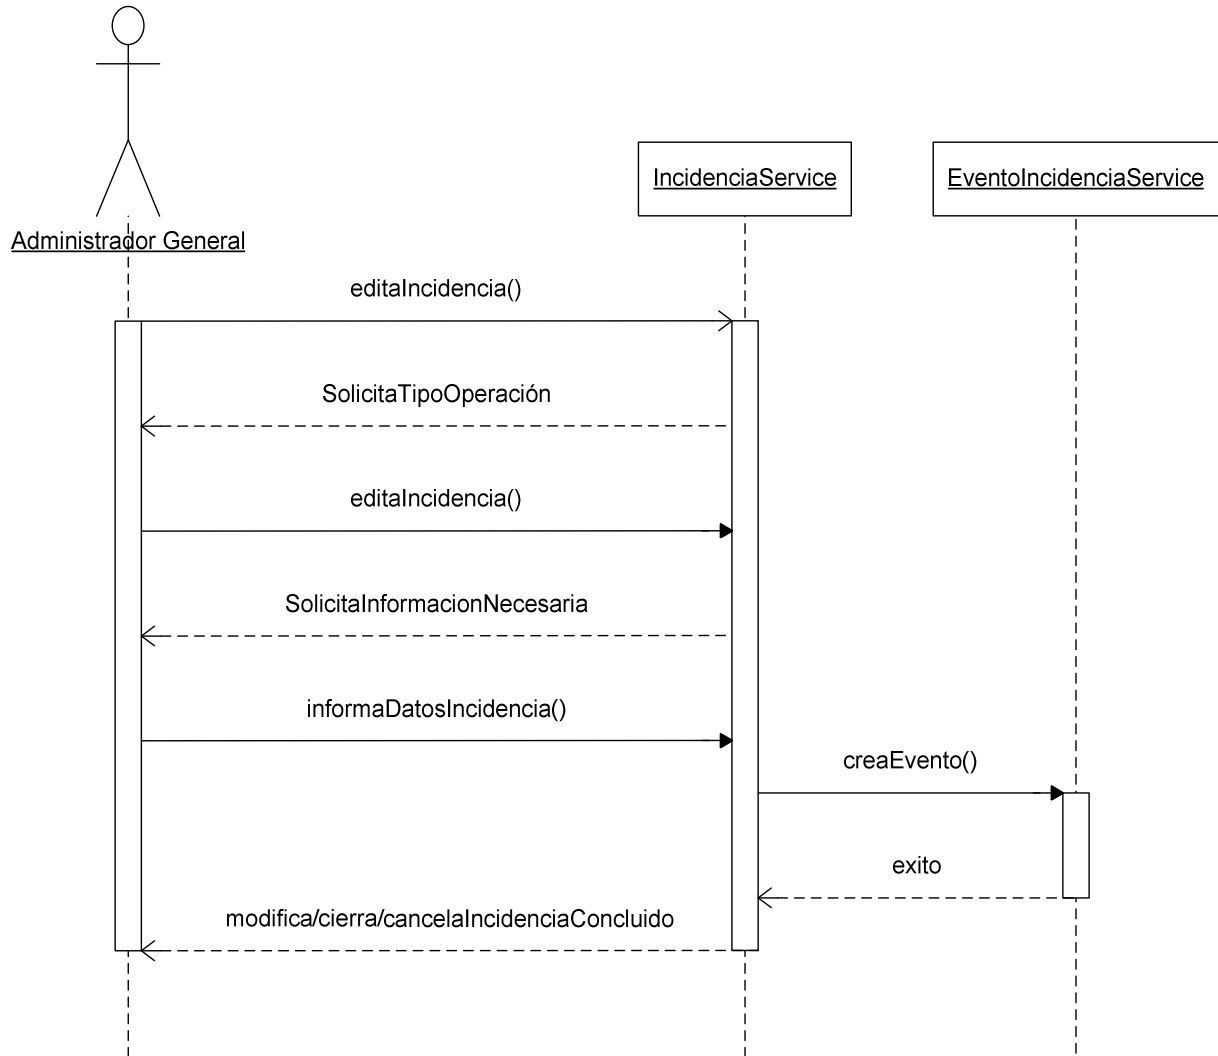 IncidenciaService
EventoIncidenciaService
Administrador General
editaIncidencia()
SolicitaTipoOperación
editaIncidencia()
SolicitaInformacionNecesaria
informaDatosIncidencia()
creaEvento()
exito
modifica/cierra/cancelaIncidenciaConcluido